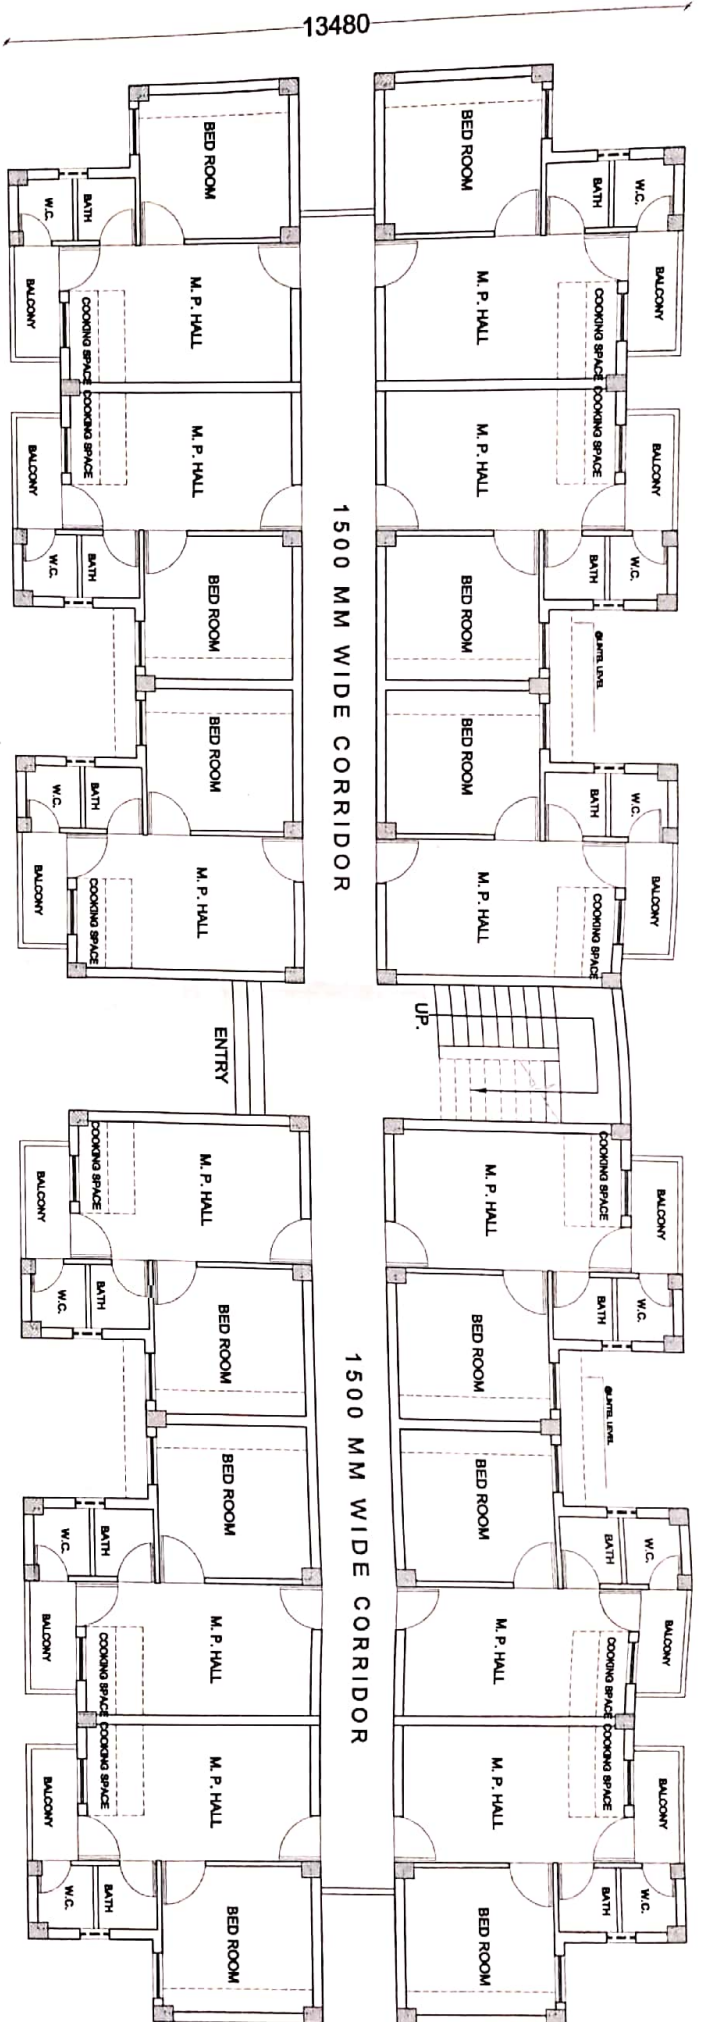 13480
W.C. BALCONY BALCONY W.C. W.C. BALCONY BALCONY W.C. W.C. BALCONY BALCONY W.C.
BATH COOKING SPACE COOKING SPACE BATH @LINTEL LEVEL BATH COOKING SPACE COOKING SPACE BATH @LINTEL LEVEL BATH COOKING SPACE COOKING SPACE BATH
BED ROOM M. P. HALL M. P. HALL BED ROOM BED ROOM M. P. HALL UP. M. P. HALL BED ROOM BED ROOM M. P. HALL M. P. HALL BED ROOM
1500 MM WIDE CORRIDOR 1500 MM WIDE CORRIDOR
BED ROOM M. P. HALL M. P. HALL BED ROOM BED ROOM M. P. HALL ENTRY M. P. HALL BED ROOM BED ROOM M. P. HALL M. P. HALL BED ROOM
BATH COOKING SPACE COOKING SPACE BATH BATH COOKING SPACE COOKING SPACE BATH BATH COOKING SPACE COOKING SPACE BATH
W.C. BALCONY BALCONY W.C. W.C. BALCONY BALCONY W.C. W.C. BALCONY BALCONY W.C.